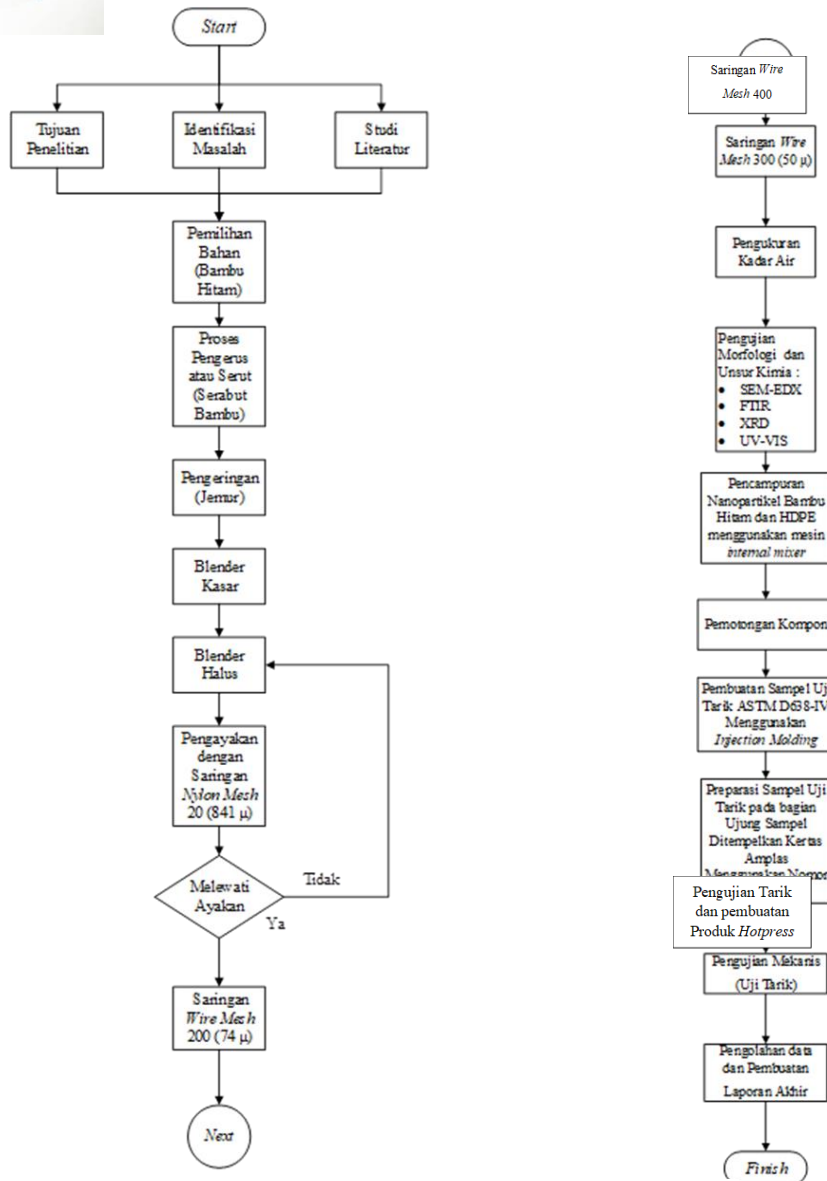 Start
Tujuan
Penelitian
Identifikasi
Masalah
Studi
Literatur
Pemilihan
Bahan
(Bambu
Hitam)
Proses
Pengerus
atau Serut
(Serabut
Bambu)
Pengeringan
(Jemur)
Blender
Kasar
Blender
Halus
Pengayakan
dengan
Saringan
Nylon Mesh
20 (841 µ)
Melewati
Ayakan
Tidak
Ya
Saringan
Wire Mesh
200 (74 µ)
Next
Saringan Wire
Mesh 400
Saringan Wire
Mesh 300 (50 µ)
Pengukuran
Kadar Air
Pengujian
Morfologi dan
Unsur Kimia :
• SEM-EDX
• FTIR
• XRD
• UV-VIS
Pencampuran
Nanopartikel Bambu
Hitam dan HDPE
menggunakan mesin
internal mixer
Pemotongan Kompon
Pembuatan Sampel Uj
Tarik ASTM D638-IV
Menggunakan
Injection Molding
Preparasi Sampel Uji
Tarik pada bagian
Ujung Sampel
Ditempelkan Kertas
Amplas
Menggunakan Nomor
Pengujian Tarik
dan pembuatan
Produk Hotpress
Pengujian Mekanis
(Uji Tarik)
Pengolahan data
dan Pembuatan
Laporan Akhir
Finish